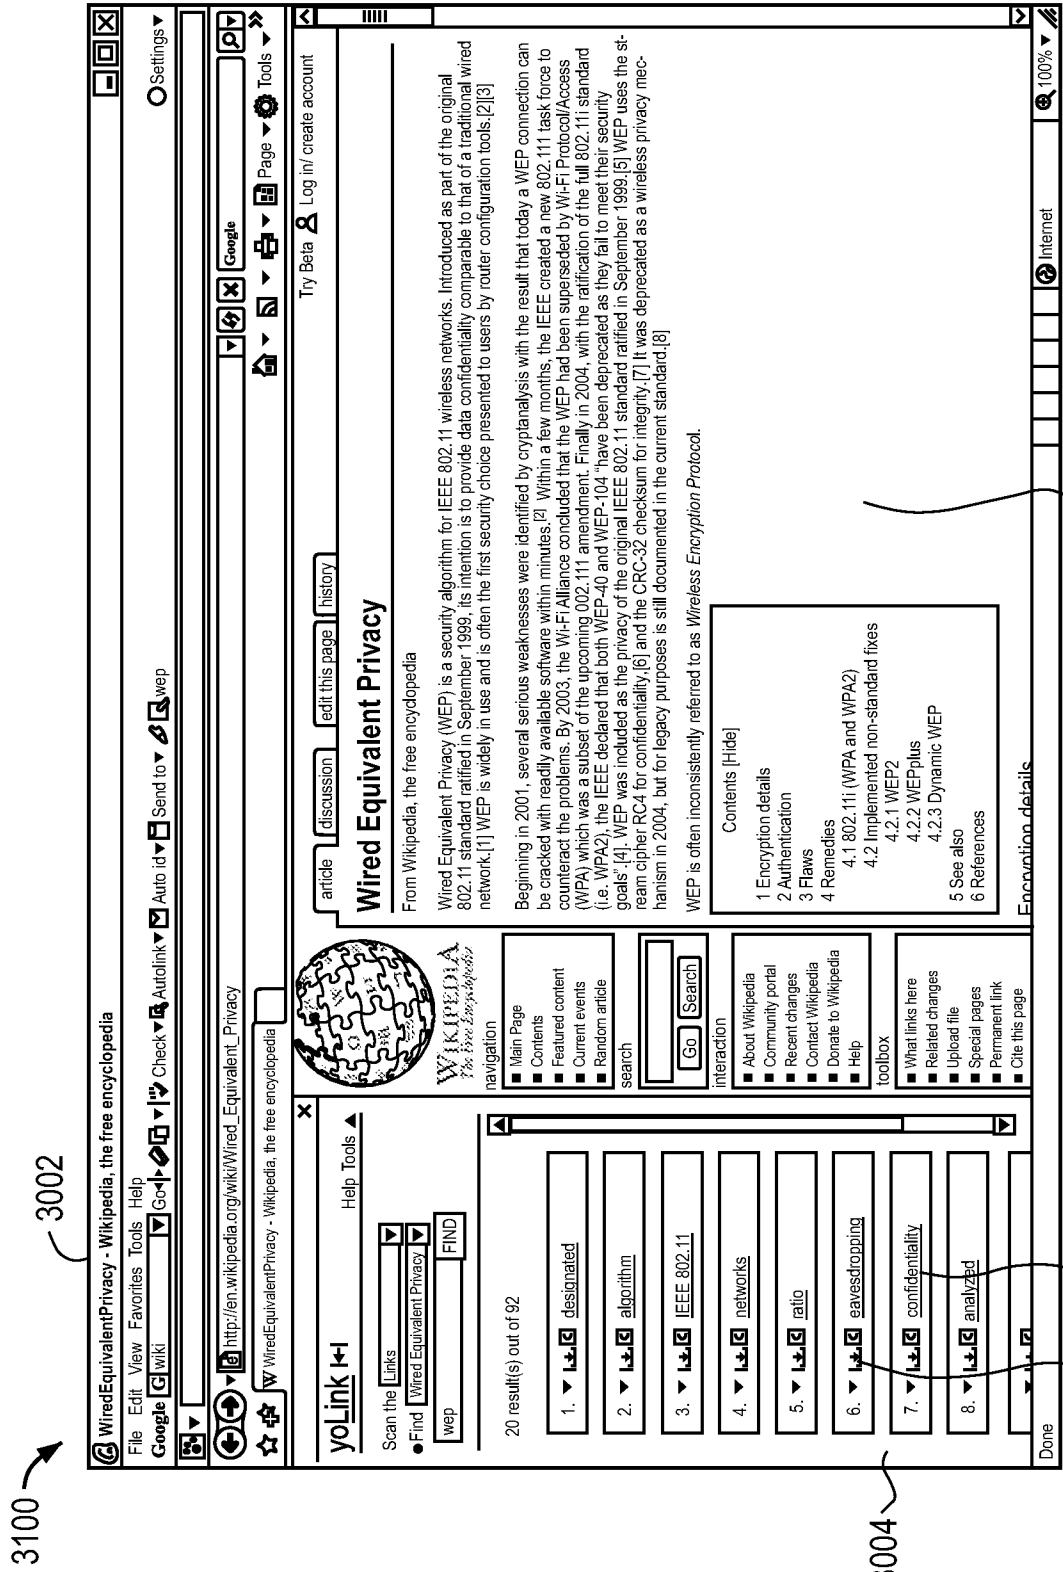 3100
3002
WiredEquivalentPrivacy - Wikipedia, the free encyclopedia
File Edit View Favorites Tools Help
Google G wiki Go Check Autolink Auto id Send to wep Settings
http://en.wikipedia.org/wiki/Wired_Equivalent_Privacy Google
W WiredEquivalentPrivacy - Wikipedia, the free encyclopedia Page Tools
yoLink
Help Tools
Scan the Links
Find Wired Equivalent Privacy
wep FIND
20 result(s) out of 92
1. C designated
2. C algorithm
3. C IEEE 802.11
4. C networks
5. C ratio
6. C eavesdropping
7. C confidentiality
8. C analyzed
3004
WIKIPEDIA
The Free Encyclopedia
navigation
Main Page
Contents
Featured content
Current events
Random article
search
Go Search
interaction
About Wikipedia
Community portal
Recent changes
Contact Wikipedia
Donate to Wikipedia
Help
toolbox
What links here
Related changes
Upload file
Special pages
Permanent link
Cite this page
Try Beta Log in/ create account
article discussion edit this page history
Wired Equivalent Privacy
From Wikipedia, the free encyclopedia
Wired Equivalent Privacy (WEP) is a security algorithm for IEEE 802.11 wireless networks. Introduced as part of the original
802.11 standard ratified in September 1999, its intention is to provide data confidentiality comparable to that of a traditional wired
network.[1] WEP is widely in use and is often the first security choice presented to users by router configuration tools.[2][3]
Beginning in 2001, several serious weaknesses were identified by cryptanalysis with the result that today a WEP connection can
be cracked with readily available software within minutes.[2] Within a few months, the IEEE created a new 802.111 task force to
counteract the problems. By 2003, the Wi-Fi Alliance concluded that the WEP had been superseded by Wi-Fi Protocol/Access
(WPA) which was a subset of the upcoming 002.111 amendment. Finally in 2004, with the ratification of the full 802.11i standard
(i.e. WPA2), the IEEE declared that both WEP-40 and WEP-104 "have been deprecated as they fail to meet their security
goals".[4]. WEP was included as the privacy of the original IEEE 802.11 standard ratified in September 1999.[5] WEP uses the st-
ream cipher RC4 for confidentiality,[6] and the CRC-32 checksum for integrity.[7] It was deprecated as a wireless privacy mec-
hanism in 2004, but for legacy purposes is still documented in the current standard.[8]
WEP is often inconsistently referred to as Wireless Encryption Protocol.
Contents [Hide]
1 Encryption details
2 Authentication
3 Flaws
4 Remedies
4.1 802.11i (WPA and WPA2)
4.2 Implemented non-standard fixes
4.2.1 WEP2
4.2.2 WEPplus
4.2.3 Dynamic WEP
5 See also
6 References
Encryption details
Done Internet 100%